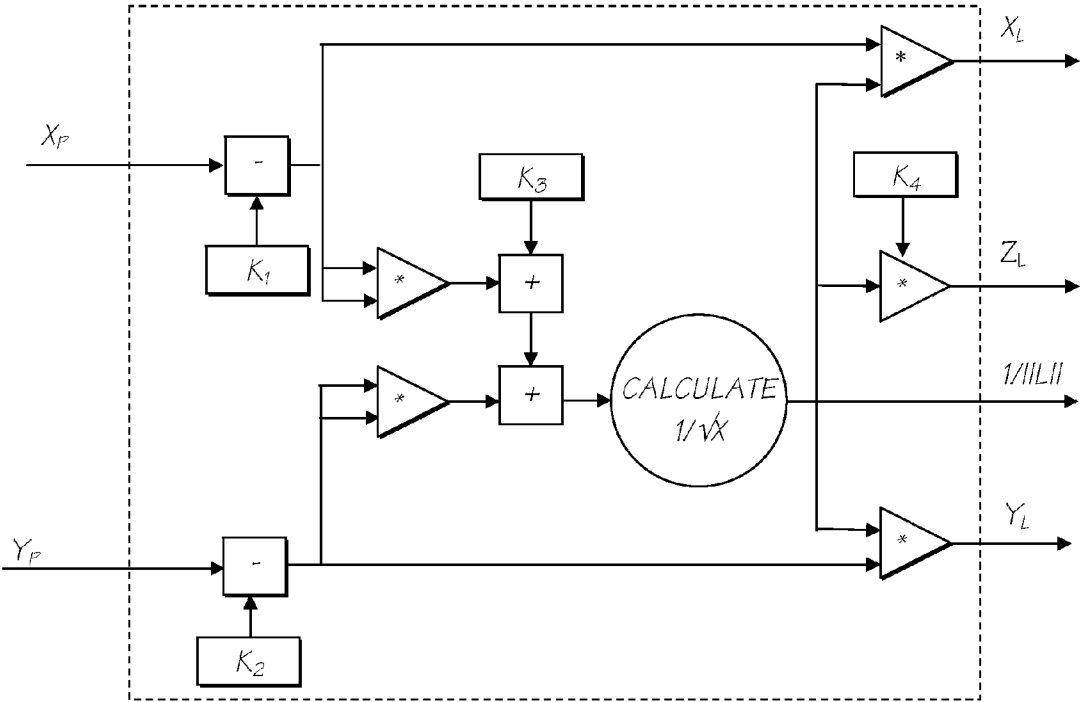 X_L
*
X_P
-
K_3
K_4
K_1
*
+
*
Z_L
*
+
CALCULATE
1/√X
1/||L||
Y_P
-
*
Y_L
K_2